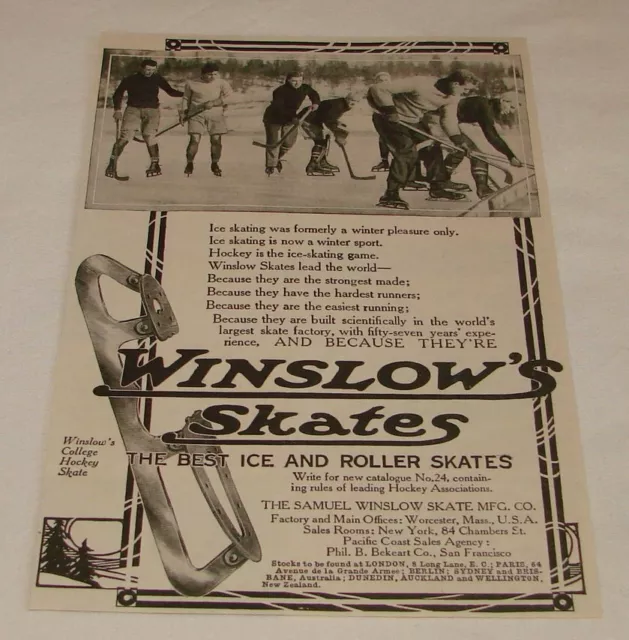 Ice skating was formerly a winter pleasure only.
Ice skating is now a winter sport.
Hockey is the ice-skating game.
Winslow Skates lead the world—
Because they are the strongest made;
Because they have the hardest runners;
Because they are the easiest running;
Because they are built scientifically in the world's
largest skate factory, with fifty-seven years' expe-
rience, AND BECAUSE THEY'RE
WINSLOW'S
Skates
Winslow's
College
Hockey
Skate
THE BEST ICE AND ROLLER SKATES
Write for new catalogue No. 24, contain-
ing rules of leading Hockey Associations.
THE SAMUEL WINSLOW SKATE MFG. CO.
Factory and Main Offices: Worcester, Mass., U.S.A.
Sales Rooms: New York, 84 Chambers St.
Pacific Coast Sales Agency:
Phil. B. Bekeart Co., San Francisco
Stocks to be found at LONDON, 8 Long Lane, E. C.; PARIS, 64
Avenue de la Grande Armee; BERLIN; SYDNEY and BRIS-
BANE, Australia; DUNEDIN, AUCKLAND and WELLINGTON,
New Zealand.